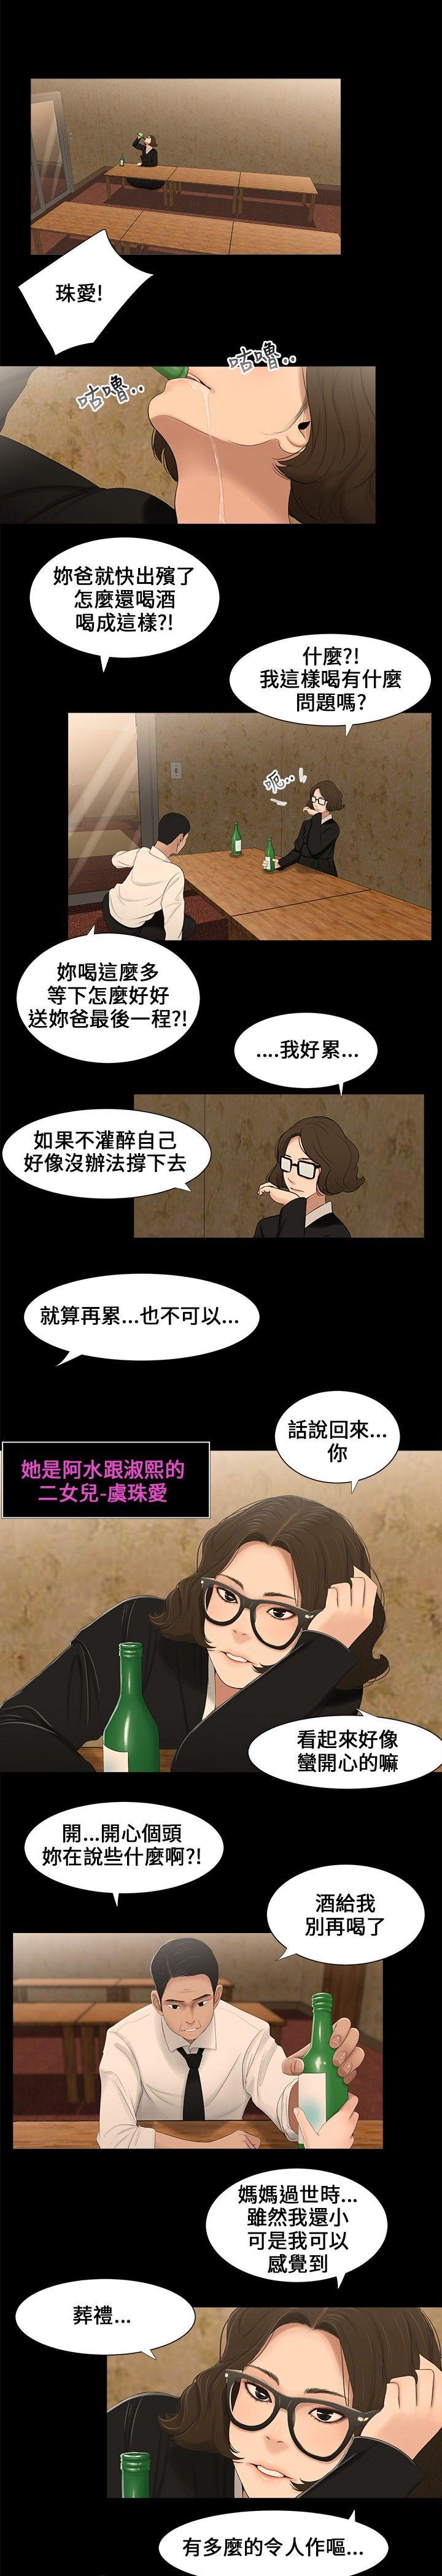 珠愛!
咕嚕..
咕嚕..
妳爸就快出殯了
怎麼還喝酒
喝成這樣?!
什麼?!
我這樣喝有什麼
問題嗎?
呃..
妳喝這麼多
等下怎麼好好
送妳爸最後一程?!
....我好累...
如果不灌醉自己
好像沒辦法撐下去
就算再累...也不可以...
話說回來...
你
她是阿水跟淑熙的
二女兒-虞珠愛
看起來好像
蠻開心的嘛
開...開心個頭
妳在說些什麼啊?!
酒給我
別再喝了
媽媽過世時...
雖然我還小
可是我可以
感覺到
葬禮...
有多麼的令人作嘔...